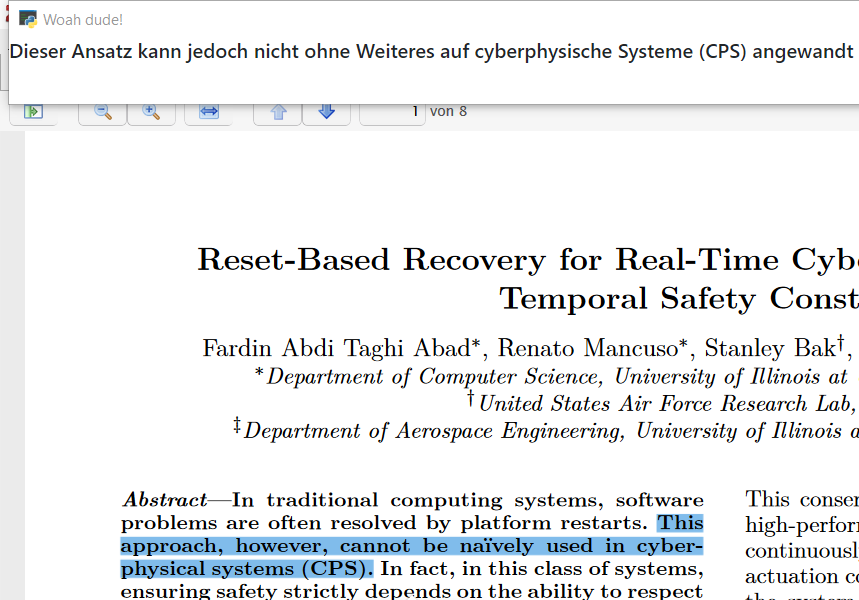 Woah dude!
Dieser Ansatz kann jedoch nicht ohne Weiteres auf cyberphysische Systeme (CPS) angewandt
1 von 8
Reset-Based Recovery for Real-Time Cyb
Temporal Safety Const
Fardin Abdi Taghi Abad*, Renato Mancuso*, Stanley Bak†,
*Department of Computer Science, University of Illinois at
†United States Air Force Research Lab,
‡Department of Aerospace Engineering, University of Illinois a
Abstract—In traditional computing systems, software
problems are often resolved by platform restarts. This
approach, however, cannot be naïvely used in cyber-
physical systems (CPS). In fact, in this class of systems,
ensuring safety strictly depends on the ability to respect
This conser
high-perfor
continuously
actuation co